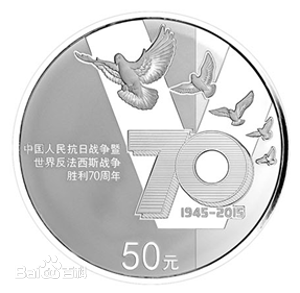 中国人民抗日战争暨
世界反法西斯战争
胜利70周年
70
1945-2015
50元
Baidu百科